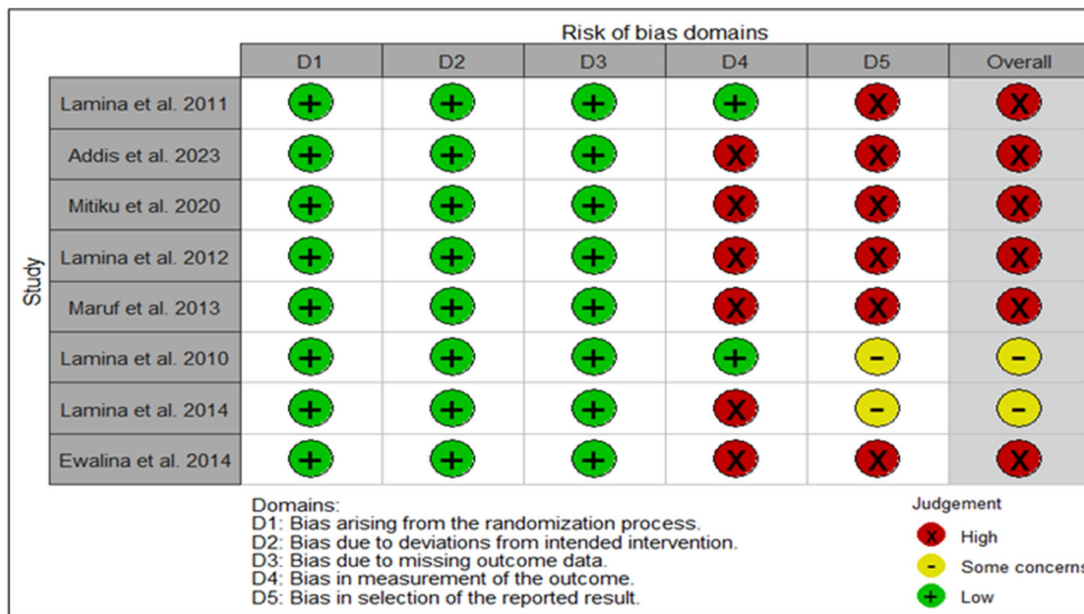 Risk of bias domains
D1 D2 D3 D4 D5 Overall
Study
Lamina et al. 2011 + + + + X X
Addis et al. 2023 + + + X X X
Mitiku et al. 2020 + + + X X X
Lamina et al. 2012 + + + X X X
Maruf et al. 2013 + + + X X X
Lamina et al. 2010 + + + + - -
Lamina et al. 2014 + + + X - -
Ewalina et al. 2014 + + + X X X
Domains:
D1: Bias arising from the randomization process.
D2: Bias due to deviations from intended intervention.
D3: Bias due to missing outcome data.
D4: Bias in measurement of the outcome.
D5: Bias in selection of the reported result.
Judgement
X High
- Some concerns
+ Low